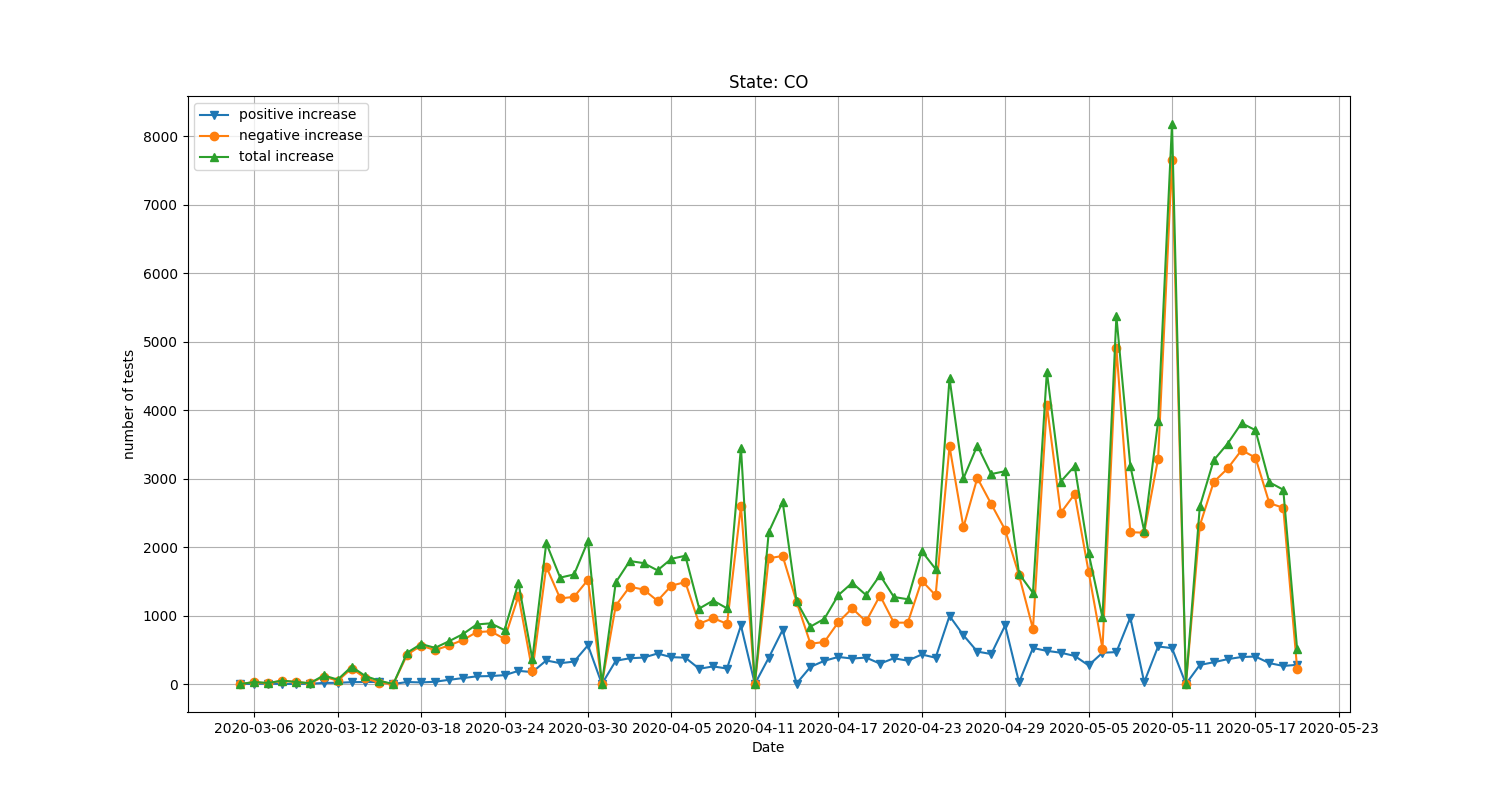 State: CO
positive increase
negative increase
total increase
8000
7000
6000
5000
4000
3000
2000
1000
0
number of tests
2020-03-06 2020-03-12 2020-03-18 2020-03-24 2020-03-30 2020-04-05 2020-04-11 2020-04-17 2020-04-23 2020-04-29 2020-05-05 2020-05-11 2020-05-17 2020-05-23
Date